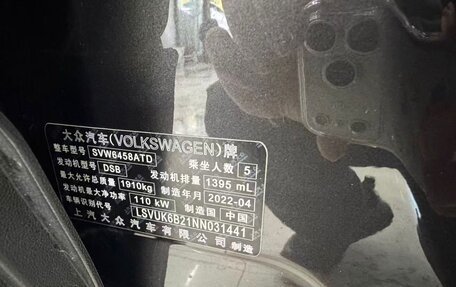 大众汽车(VOLKSWAGEN)牌
整车型号 SVW6458ATD 乘坐人数 5
发动机型号 DSB 发动机排量 1395 mL
最大允许总质量 1910kg 制造年月 2022-04
发动机最大净功率 110 kW 制造国 中国
车辆识别代号 LSVUK6B21NN031441
上汽大众汽车有限公司 制造